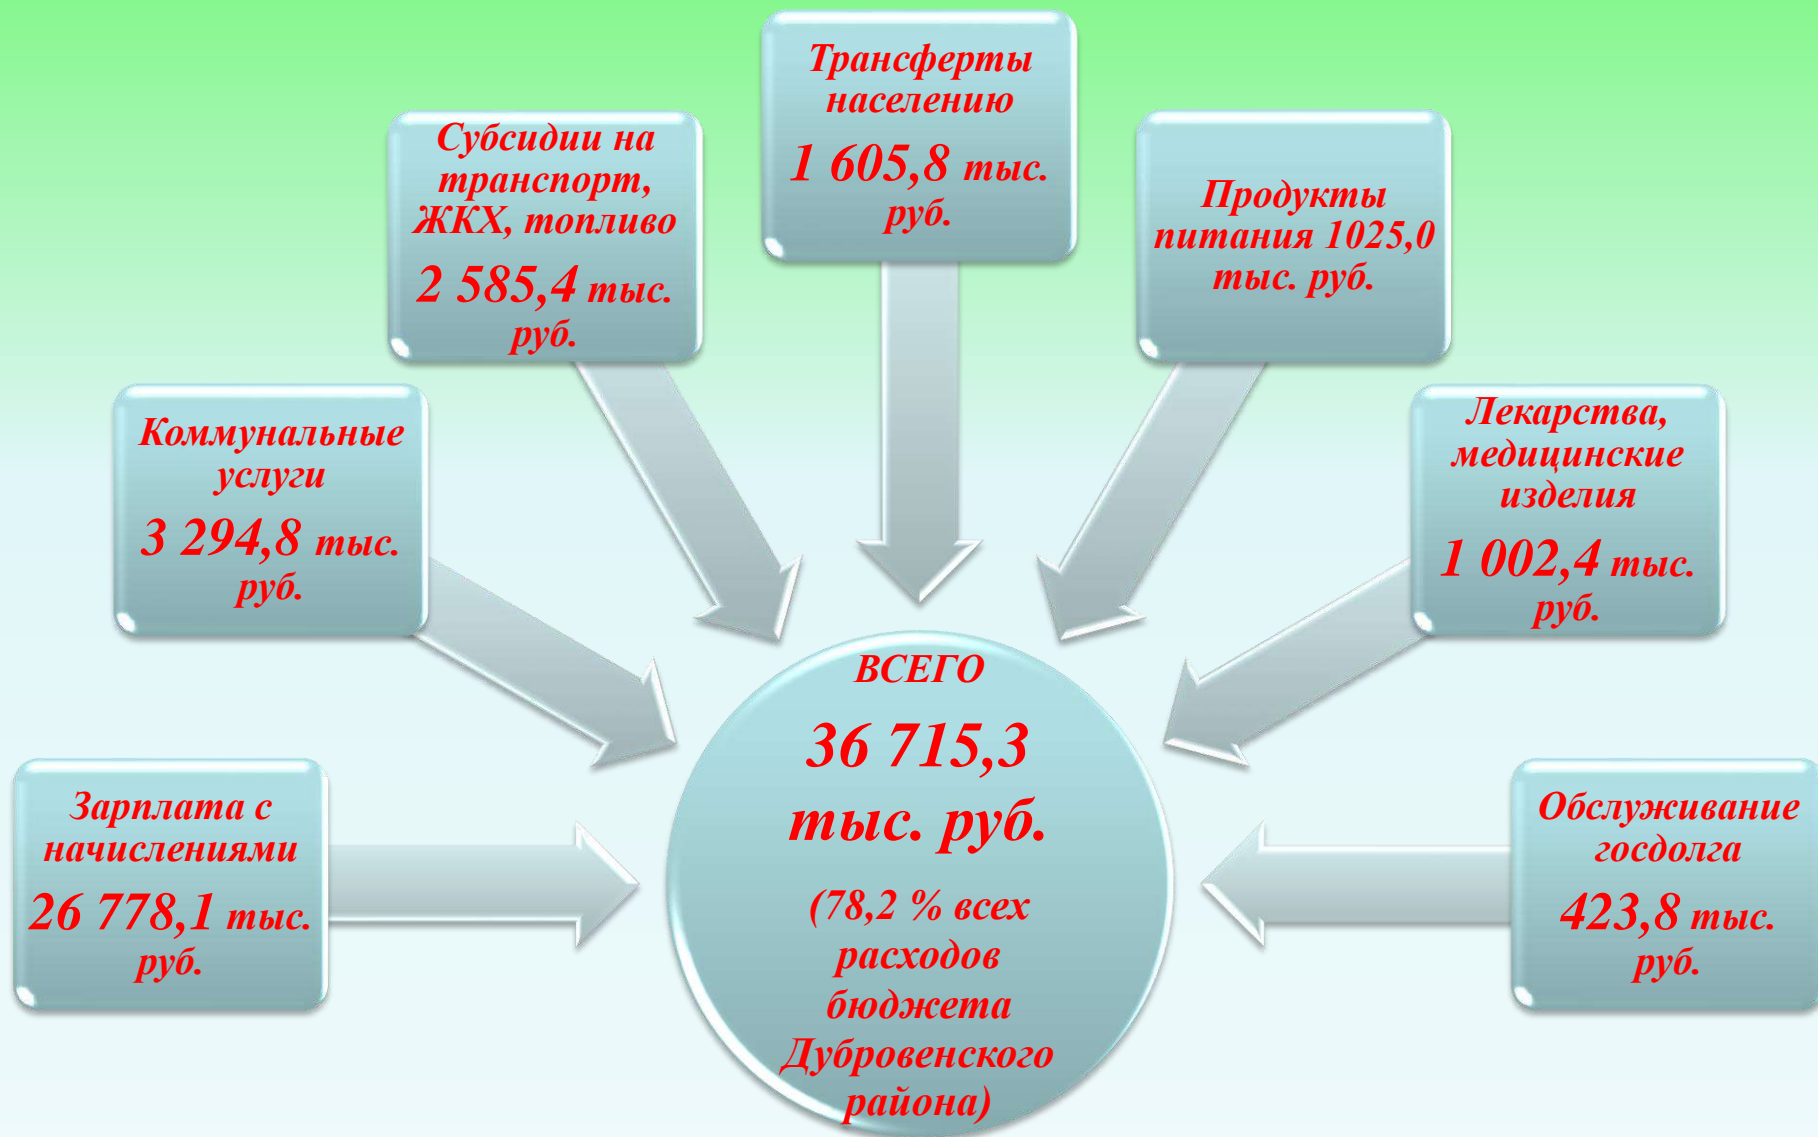 Трансферты
населению
1 605,8 тыс.
руб.
Субсидии на
транспорт,
ЖКХ, топливо
2 585,4 тыс.
руб.
Продукты
питания 1025,0
тыс. руб.
Коммунальные
услуги
3 294,8 тыс.
руб.
Лекарства,
медицинские
изделия
1 002,4 тыс.
руб.
Зарплата с
начислениями
26 778,1 тыс.
руб.
ВСЕГО
36 715,3
тыс. руб.
(78,2 % всех
расходов
бюджета
Дубровенского
района)
Обслуживание
госдолга
423,8 тыс.
руб.